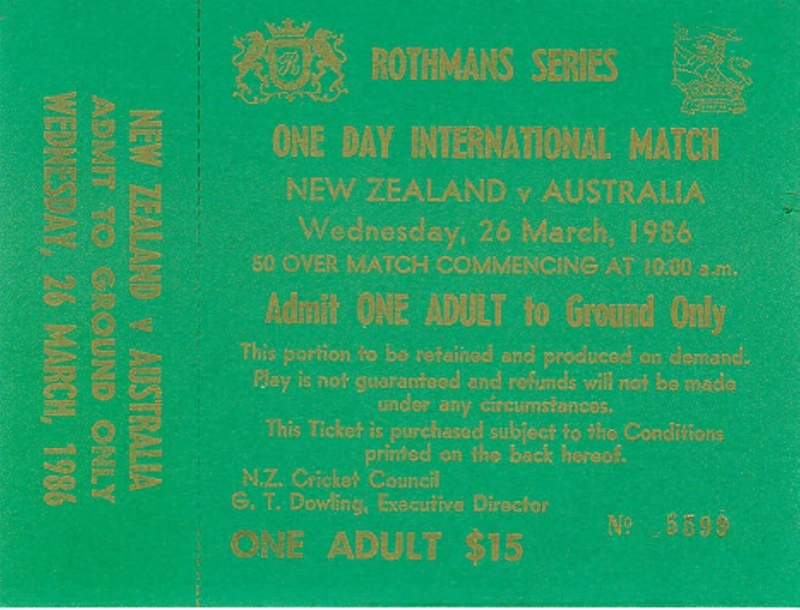 NEW ZEALAND v AUSTRALIA
ADMIT TO GROUND ONLY
WEDNESDAY, 26 MARCH, 1986
R
ROTHMANS SERIES
ONE DAY INTERNATIONAL MATCH
NEW ZEALAND v AUSTRALIA
Wednesday, 26 March, 1986
50 OVER MATCH COMMENCING AT 10.00 a.m.
Admit ONE ADULT to Ground Only
This portion to be retained and produced on demand.
Play is not guaranteed and refunds will not be made
under any circumstances.
This Ticket is purchased subject to the Conditions
printed on the back hereof.
N.Z. Cricket Council
G. T. Dowling, Executive Director
Nº 5599
ONE ADULT $15